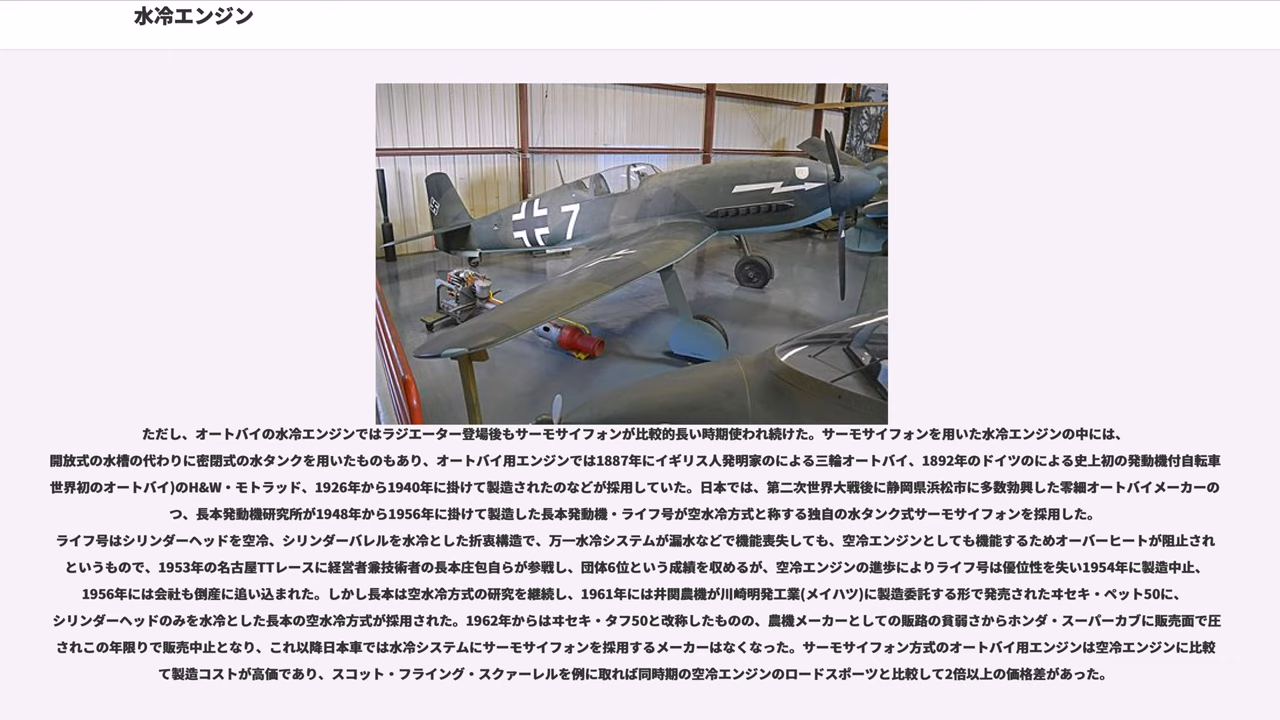 水冷エンジン
7
ただし、オートバイの水冷エンジンではラジエーター登場後もサーモサイフォンが比較的長い時期使われ続けた。サーモサイフォンを用いた水冷エンジンの中には、
開放式の水槽の代わりに密閉式の水タンクを用いたものもあり、オートバイ用エンジンでは1887年にイギリス人発明家のによる三輪オートバイ、1892年のドイツのによる史上初の発動機付自転車
世界初のオートバイ)のH&W・モトラッド、1926年から1940年に掛けて製造されたのなどが採用していた。日本では、第二次世界大戦後に静岡県浜松市に多数勃興した零細オートバイメーカーの
つ、長本発動機研究所が1948年から1956年に掛けて製造した長本発動機・ライフ号が空水冷方式と称する独自の水タンク式サーモサイフォンを採用した。
ライフ号はシリンダーヘッドを空冷、シリンダーバレルを水冷とした折衷構造で、万一水冷システムが漏水などで機能喪失しても、空冷エンジンとしても機能するためオーバーヒートが阻止され
というもので、1953年の名古屋TTレースに経営者兼技術者の長本庄包自らが参戦し、団体6位という成績を収めるが、空冷エンジンの進歩によりライフ号は優位性を失い1954年に製造中止、
1956年には会社も倒産に追い込まれた。しかし長本は空水冷方式の研究を継続し、1961年には井関農機が川崎明発工業(メイハツ)に製造委託する形で発売されたヰセキ・ペット50に、
シリンダーヘッドのみを水冷とした長本の空水冷方式が採用された。1962年からはヰセキ・タフ50と改称したものの、農機メーカーとしての販路の貧弱さからホンダ・スーパーカブに販売面で圧
されこの年限りで販売中止となり、これ以降日本車では水冷システムにサーモサイフォンを採用するメーカーはなくなった。サーモサイフォン方式のオートバイ用エンジンは空冷エンジンに比較
て製造コストが高価であり、スコット・フライング・スクァーレルを例に取れば同時期の空冷エンジンのロードスポーツと比較して2倍以上の価格差があった。